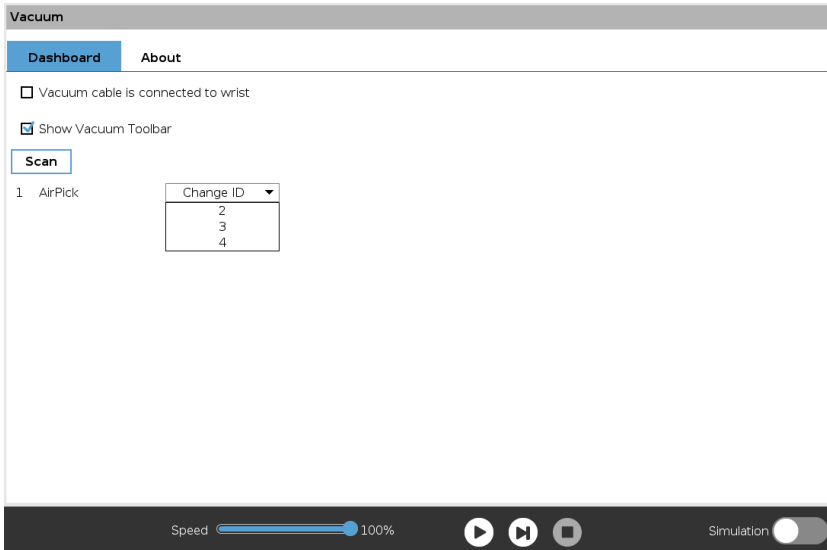 Vacuum
Dashboard About
Vacuum cable is connected to wrist
Show Vacuum Toolbar
Scan
1 AirPick Change ID
2
3
4
Speed 100% Simulation